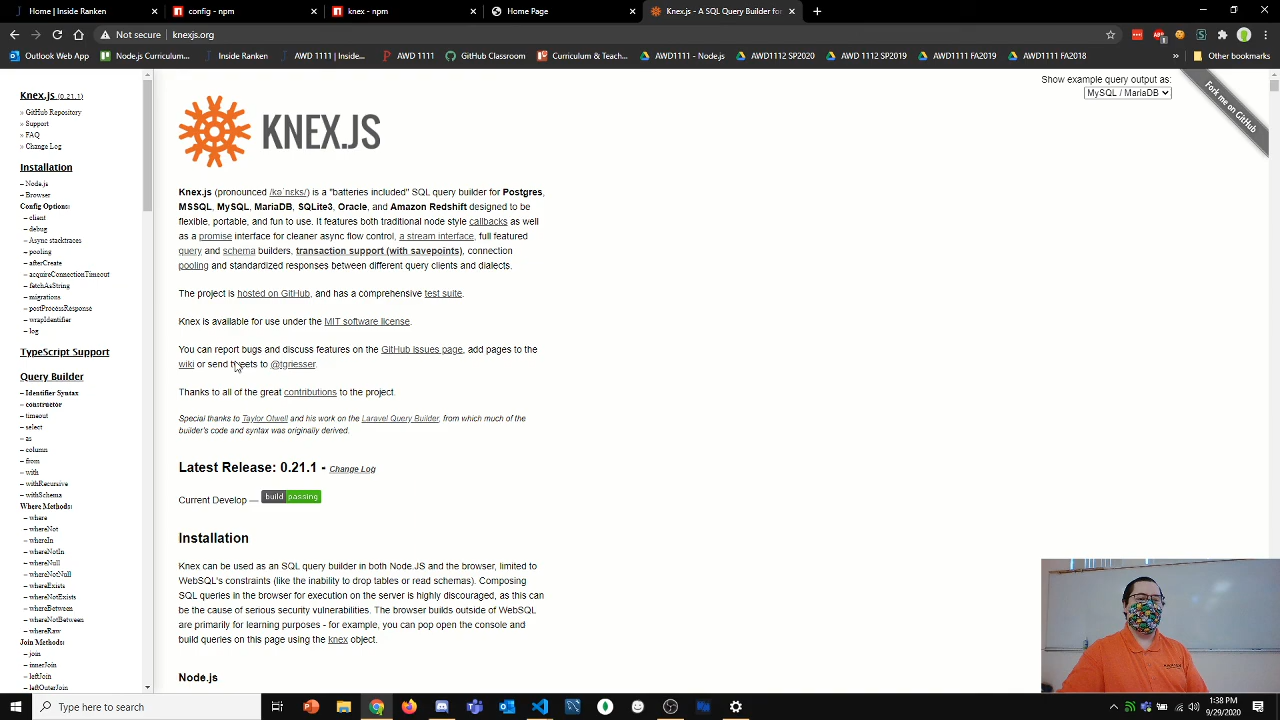 Home | Inside Ranken
config - npm
knex - npm
Home Page
Knex.js - A SQL Query Builder for
Not secure | knexjs.org
Outlook Web App
Node.js Curriculum...
Inside Ranken
AWD 1111 | Inside...
AWD 1111
GitHub Classroom
Curriculum & Teach...
AWD1111 - Node.js
AWD 1112 SP2020
AWD 1112 SP2019
AWD1111 FA2019
AWD1111 FA2018
»
Other bookmarks
Knex.js (0.21.1)
» GitHub Repository
» Support
» FAQ
» Change Log
Installation
– Node.js
– Browser
Config Options:
– client
– debug
– Async stacktraces
– pooling
– afterCreate
– acquireConnectionTimeout
– fetchAsString
– migrations
– postProcessResponse
– wrapIdentifier
– log
TypeScript Support
Query Builder
– Identifier Syntax
– constructor
– timeout
– select
– as
– column
– from
– with
– withRecursive
– withSchema
Where Methods:
– where
– whereNot
– whereIn
– whereNotIn
– whereNull
– whereNotNull
– whereExists
– whereNotExists
– whereBetween
– whereNotBetween
– whereRaw
Join Methods:
– join
– innerJoin
– leftJoin
– leftOuterJoin
Show example query output as:
MySQL / MariaDB
Fork me on GitHub
KNEX.JS
Knex.js (pronounced /kəˈnɛks/) is a "batteries included" SQL query builder for Postgres,
MSSQL, MySQL, MariaDB, SQLite3, Oracle, and Amazon Redshift designed to be
flexible, portable, and fun to use. It features both traditional node style callbacks as well
as a promise interface for cleaner async flow control, a stream interface, full featured
query and schema builders, transaction support (with savepoints), connection
pooling and standardized responses between different query clients and dialects.
The project is hosted on GitHub, and has a comprehensive test suite.
Knex is available for use under the MIT software license.
You can report bugs and discuss features on the GitHub issues page, add pages to the
wiki or send tweets to @tgriesser.
Thanks to all of the great contributions to the project.
Special thanks to Taylor Otwell and his work on the Laravel Query Builder, from which much of the
builder's code and syntax was originally derived.
Latest Release: 0.21.1 - Change Log
Current Develop — build passing
Installation
Knex can be used as an SQL query builder in both Node.JS and the browser, limited to
WebSQL's constraints (like the inability to drop tables or read schemas). Composing
SQL queries in the browser for execution on the server is highly discouraged, as this can
be the cause of serious security vulnerabilities. The browser builds outside of WebSQL
are primarily for learning purposes - for example, you can pop open the console and
build queries on this page using the knex object.
Node.js
Type here to search
1:38 PM
9/29/2020